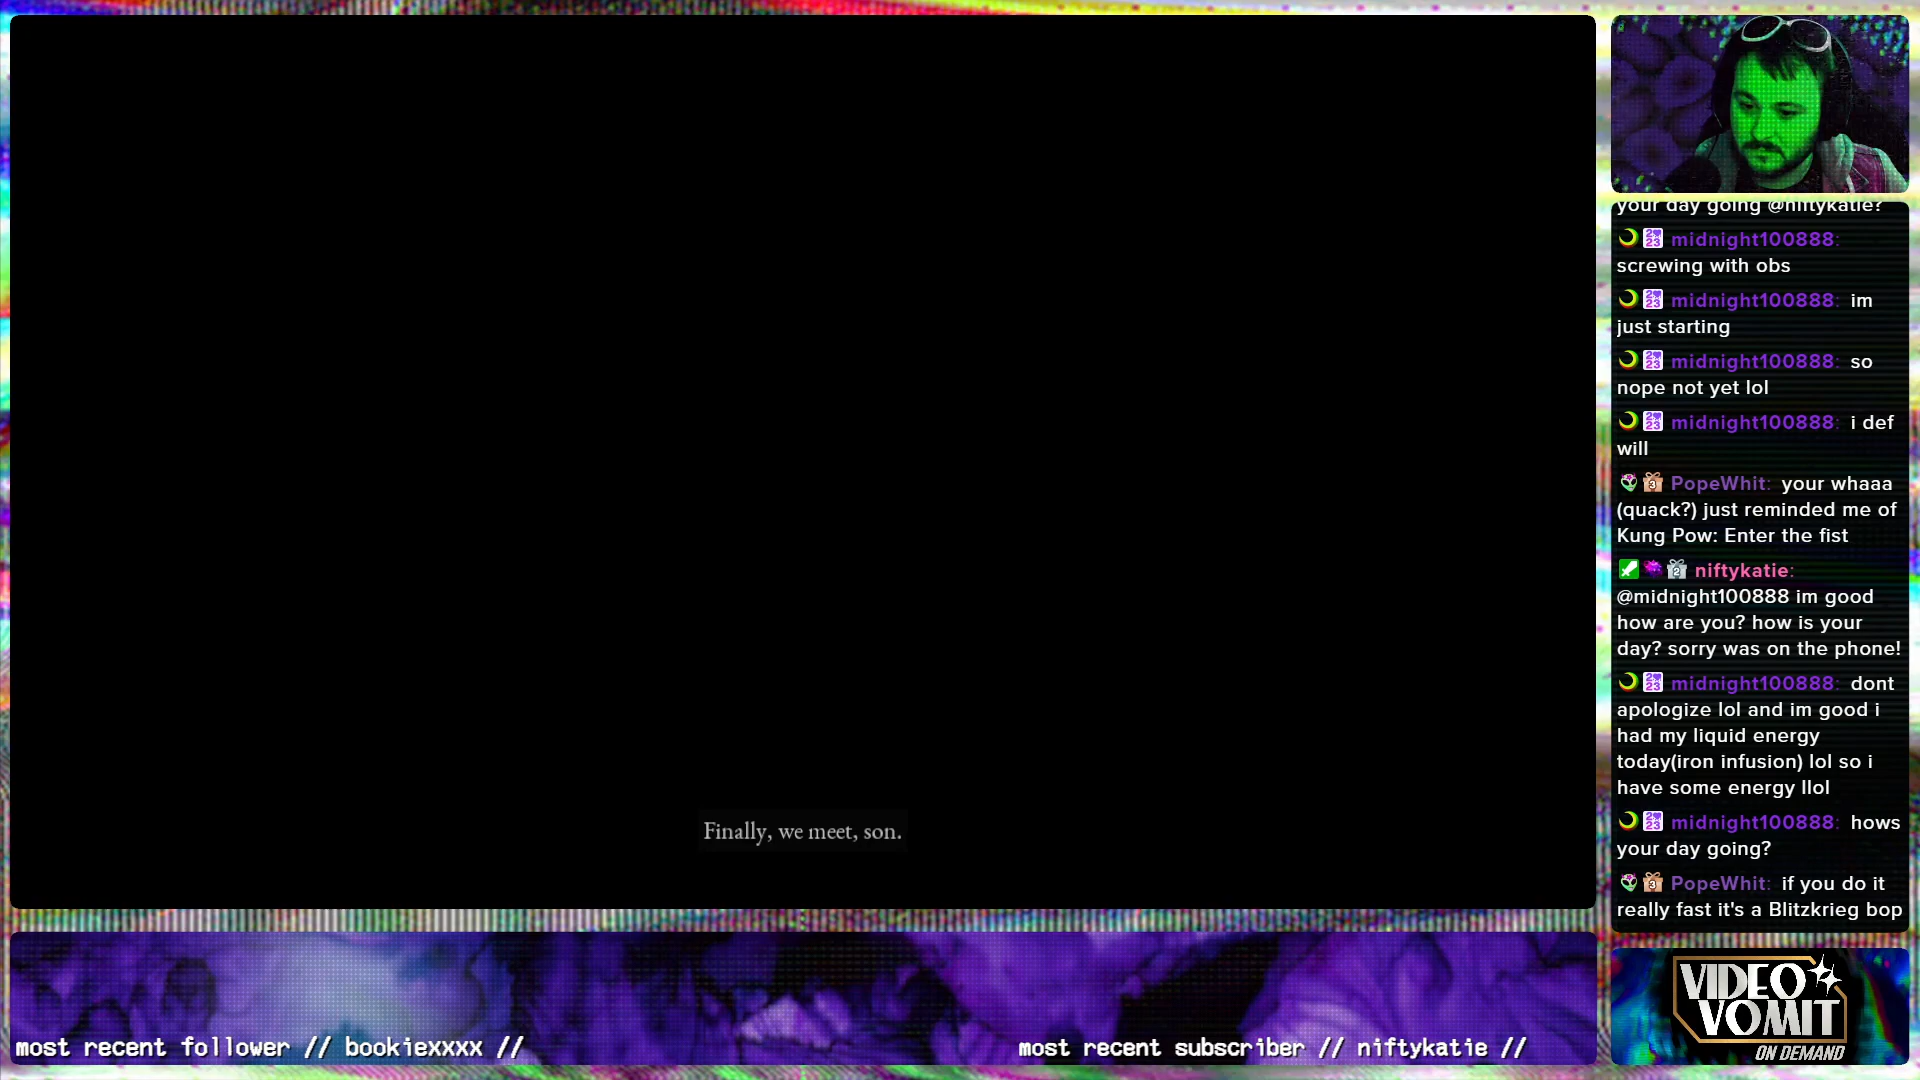 Finally, we meet, son.
your day going @niftykatie?
midnight100888:
screwing with obs
midnight100888: im
just starting
midnight100888: so
nope not yet lol
midnight100888: i def
will
PopeWhit: your whaaa
(quack?) just reminded me of
Kung Pow: Enter the fist
niftykatie:
@midnight100888 im good
how are you? how is your
day? sorry was on the phone!
midnight100888: dont
apologize lol and im good i
had my liquid energy
today(iron infusion) lol so i
have some energy llol
midnight100888: hows
your day going?
PopeWhit: if you do it
really fast it's a Blitzkrieg bop
most recent follower // bookiexxxx //
most recent subscriber // niftykatie //
VIDEO
VOMIT
ON DEMAND